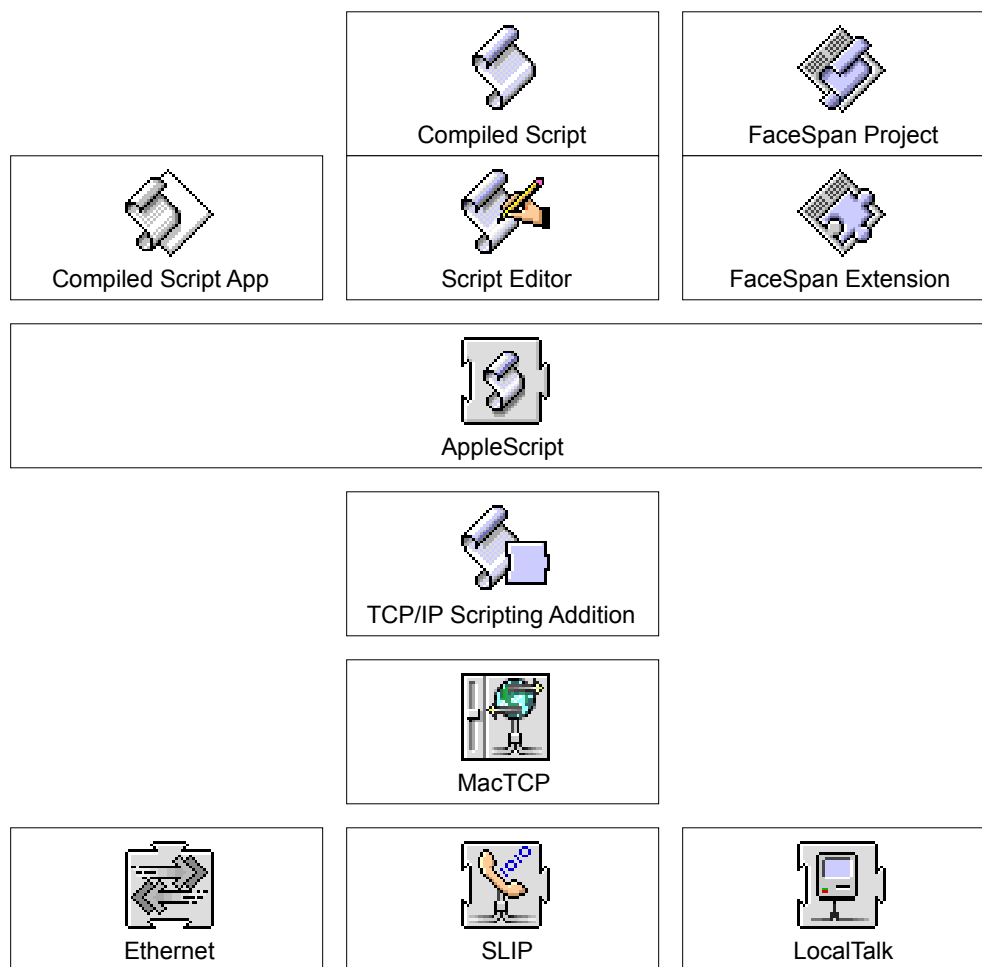 Compiled Script
FaceSpan Project
Compiled Script App
Script Editor
FaceSpan Extension
AppleScript
TCP/IP Scripting Addition
MacTCP
Ethernet
SLIP
LocalTalk